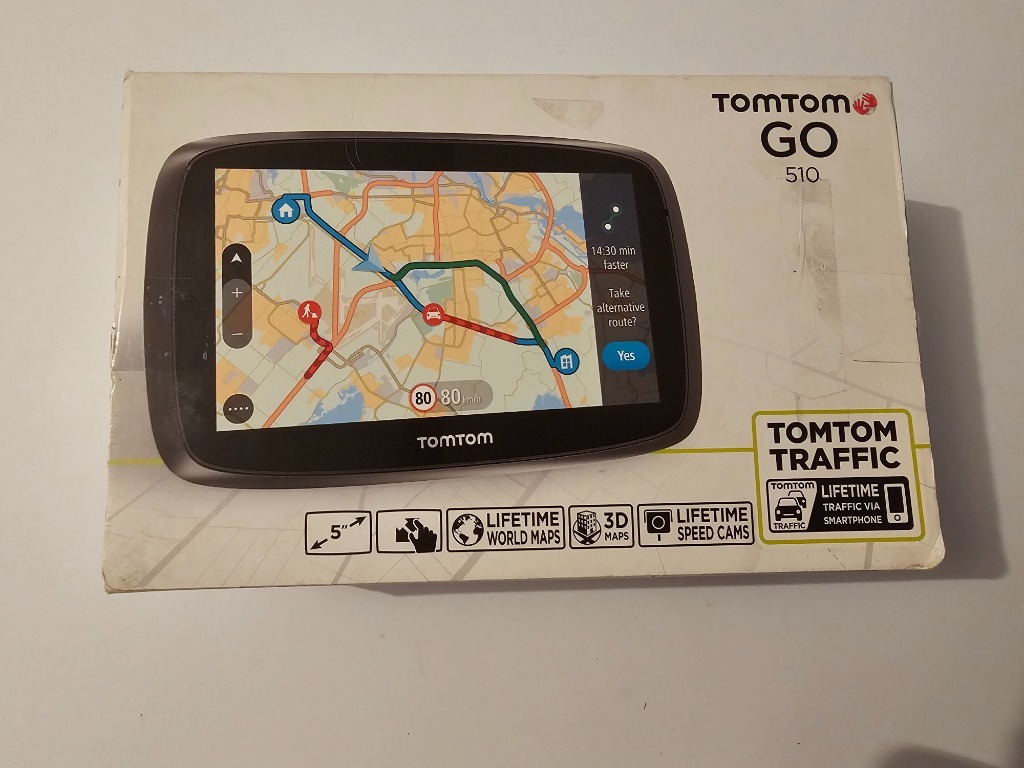 TOMTOM
GO
510
14:30 min
faster
Take
alternative
route?
Yes
80 80 km/h
TOMTOM
TOMTOM
TRAFFIC
TOMTOM
TRAFFIC
LIFETIME
TRAFFIC VIA
SMARTPHONE
5"
LIFETIME
WORLD MAPS
3D
MAPS
LIFETIME
SPEED CAMS